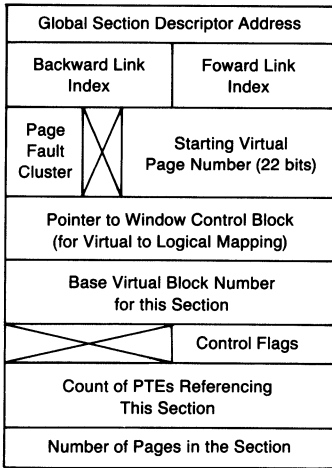 Global Section Descriptor Address
Backward Link
Index
Foward Link
Index
Page
Fault
Cluster
Starting Virtual
Page Number (22 bits)
Pointer to Window Control Block
(for Virtual to Logical Mapping)
Base Virtual Block Number
for this Section
Control Flags
Count of PTEs Referencing
This Section
Number of Pages in the Section